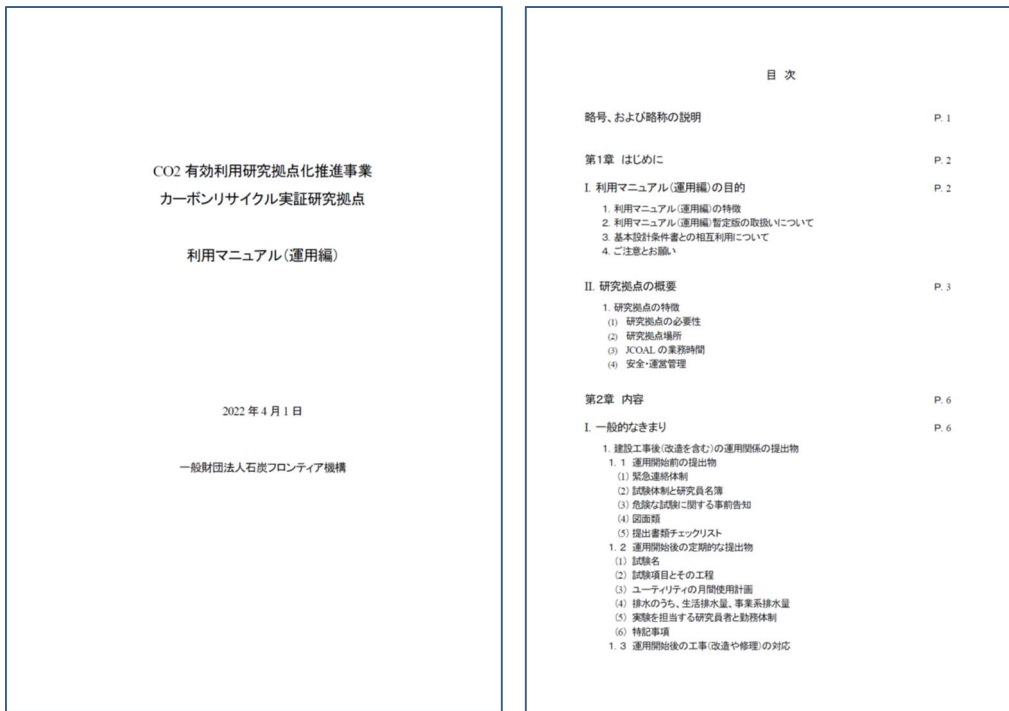 CO2 有効利用研究拠点化推進事業
カーボンリサイクル実証研究拠点
利用マニュアル(運用編)
2022 年 4 月 1 日
一般財団法人石炭フロンティア機構
目 次
略号、および略称の説明 P. 1
第1章 はじめに P. 2
I. 利用マニュアル(運用編)の目的 P. 2
1. 利用マニュアル(運用編)の特徴
2. 利用マニュアル(運用編)暫定版の取扱いについて
3. 基本設計条件書との相互利用について
4. ご注意とお願い
II. 研究拠点の概要 P. 3
1. 研究拠点の特徴
(1) 研究拠点の必要性
(2) 研究拠点場所
(3) JCOAL の業務時間
(4) 安全・運営管理
第2章 内容 P. 6
I. 一般的なきまり P. 6
1. 建設工事後(改造を含む)の運用関係の提出物
1. 1 運用開始前の提出物
(1) 緊急連絡体制
(2) 試験体制と研究員名簿
(3) 危険な試験に関する事前告知
(4) 図面類
(5) 提出書類チェックリスト
1. 2 運用開始後の定期的な提出物
(1) 試験名
(2) 試験項目とその工程
(3) ユーティリティの月間使用計画
(4) 排水のうち、生活排水量、事業系排水量
(5) 実験を担当する研究員者と勤務体制
(6) 特記事項
1. 3 運用開始後の工事(改造や修理)の対応